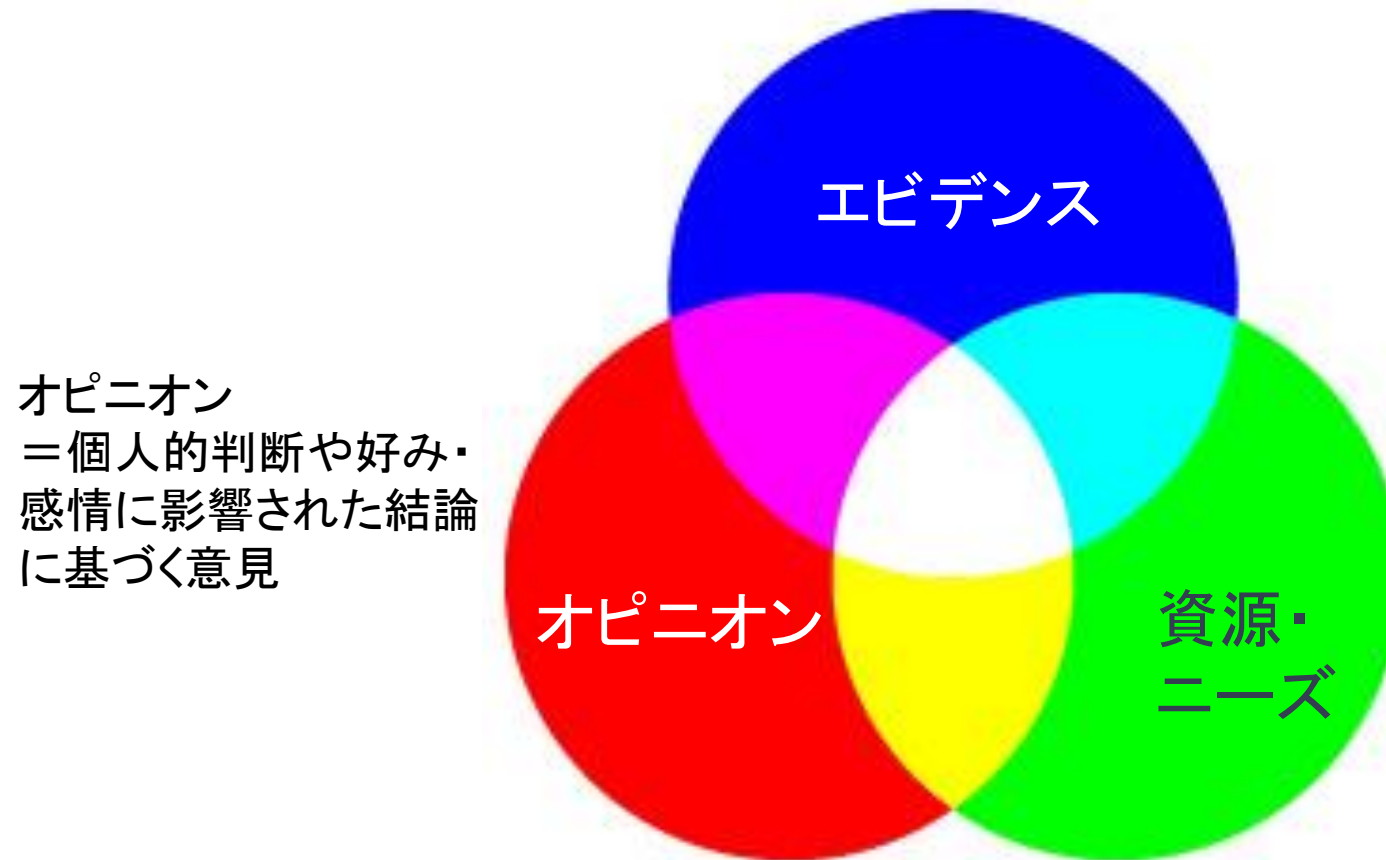 エビデンス
オピニオン
＝個人的判断や好み・
感情に影響された結論
に基づく意見
オピニオン
資源・
ニーズ